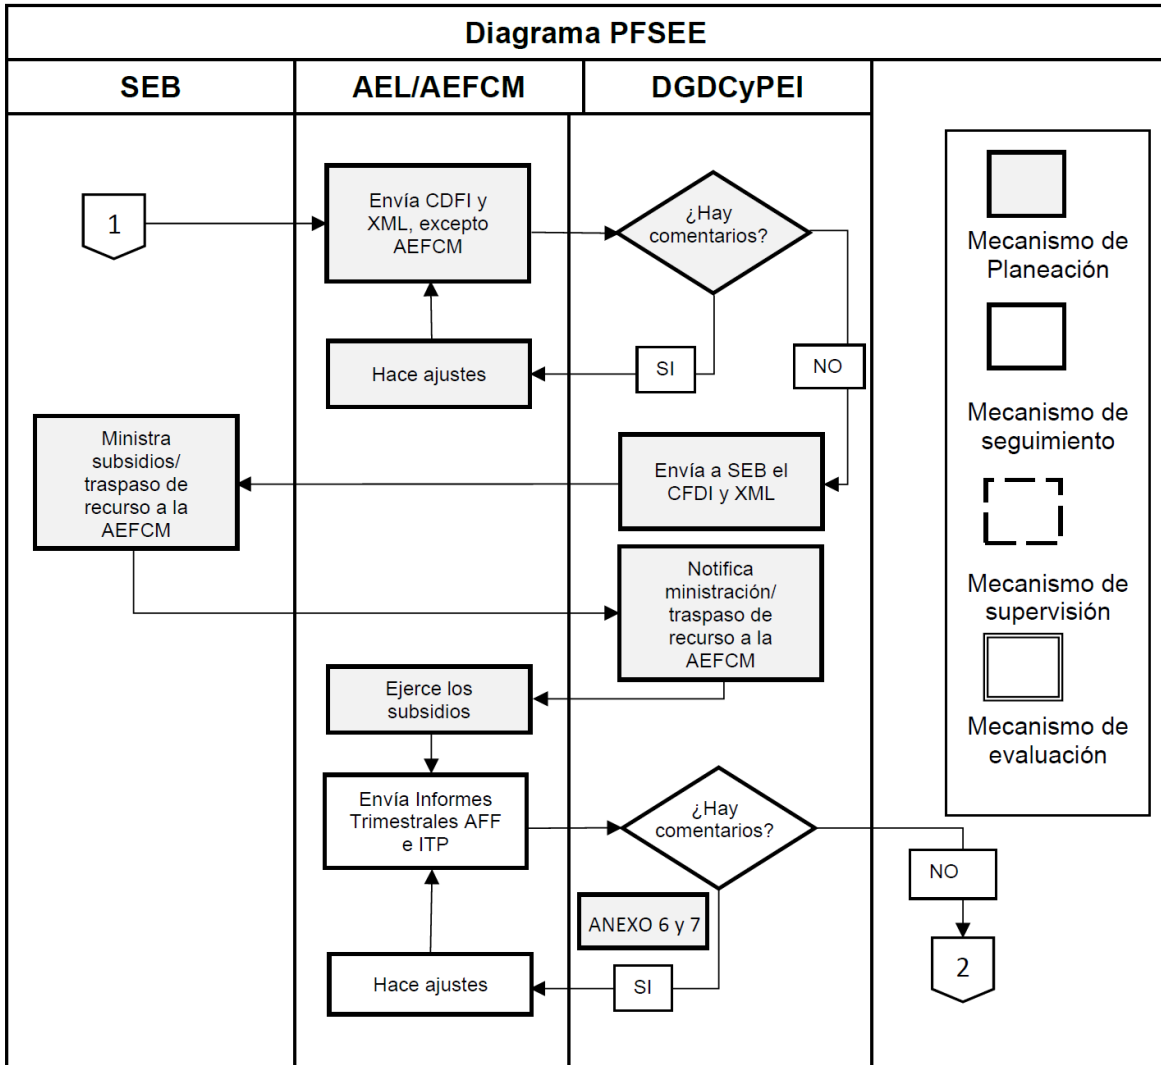 Diagrama PFSEE
SEB
AEL/AEFCM
DGDCyPEI
1
Envía CDFI y
XML, excepto
AEFCM
¿Hay
comentarios?
Hace ajustes
SI
NO
Ministra
subsidios/
traspaso de
recurso a la
AEFCM
Envía a SEB el
CFDI y XML
Notifica
ministración/
traspaso de
recurso a la
AEFCM
Ejerce los
subsidios
Envía Informes
Trimestrales AFF
e ITP
¿Hay
comentarios?
NO
ANEXO 6 y 7
Hace ajustes
SI
2
Mecanismo de
Planeación
Mecanismo de
seguimiento
Mecanismo de
supervisión
Mecanismo de
evaluación